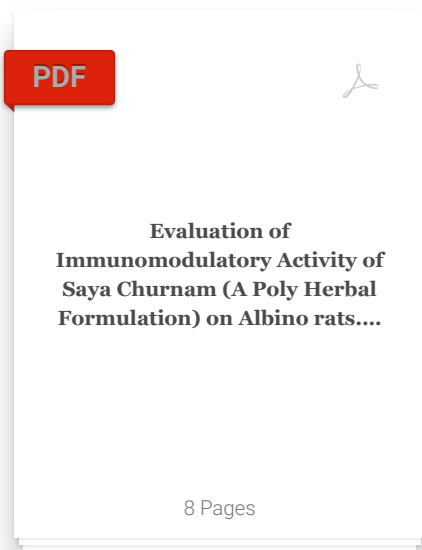 PDF
Evaluation of
Immunomodulatory Activity of
Saya Churnam (A Poly Herbal
Formulation) on Albino rats....
8 Pages